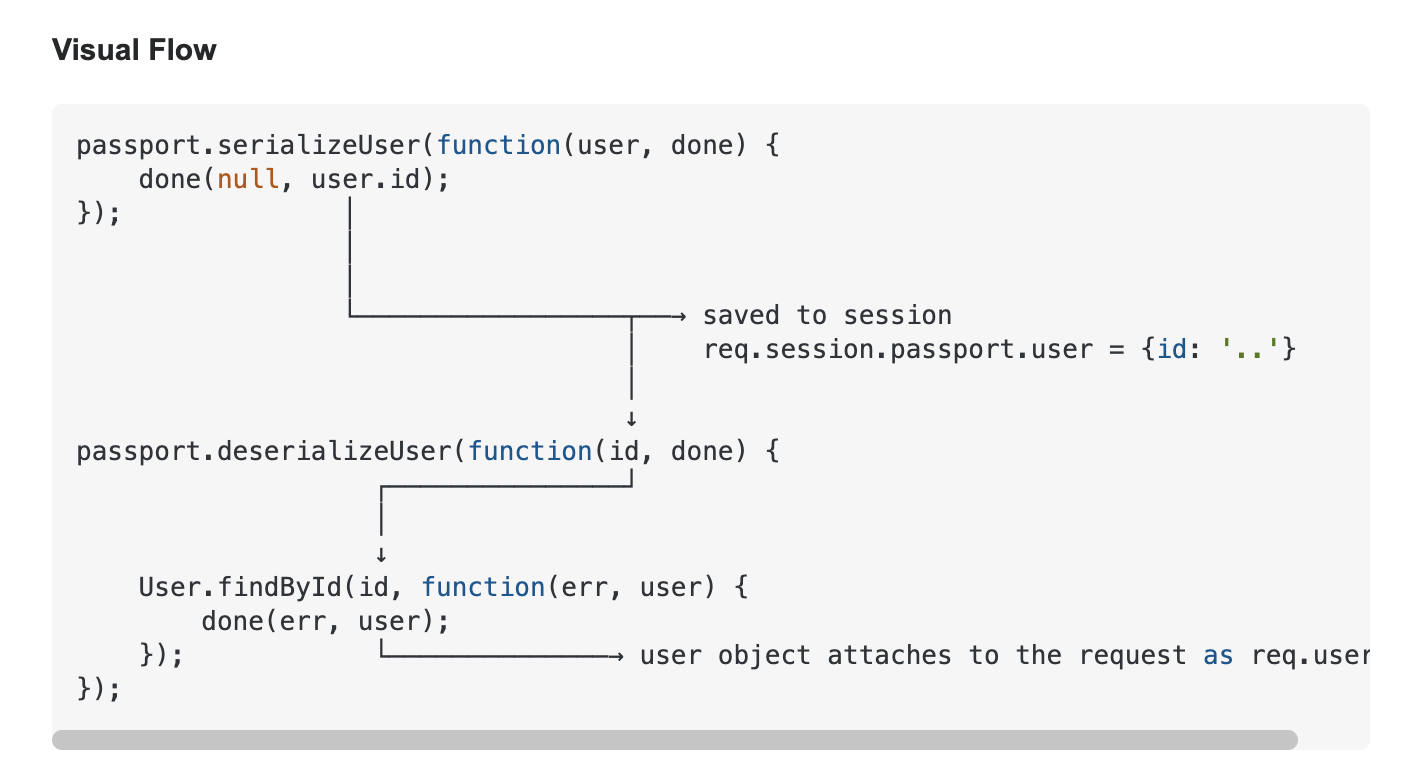 Visual Flow
passport.serializeUser(function(user, done) {
done(null, user.id);
});
saved to session
req.session.passport.user = {id: '..'}
passport.deserializeUser(function(id, done) {
User.findById(id, function(err, user) {
done(err, user);
}); user object attaches to the request as req.user
});